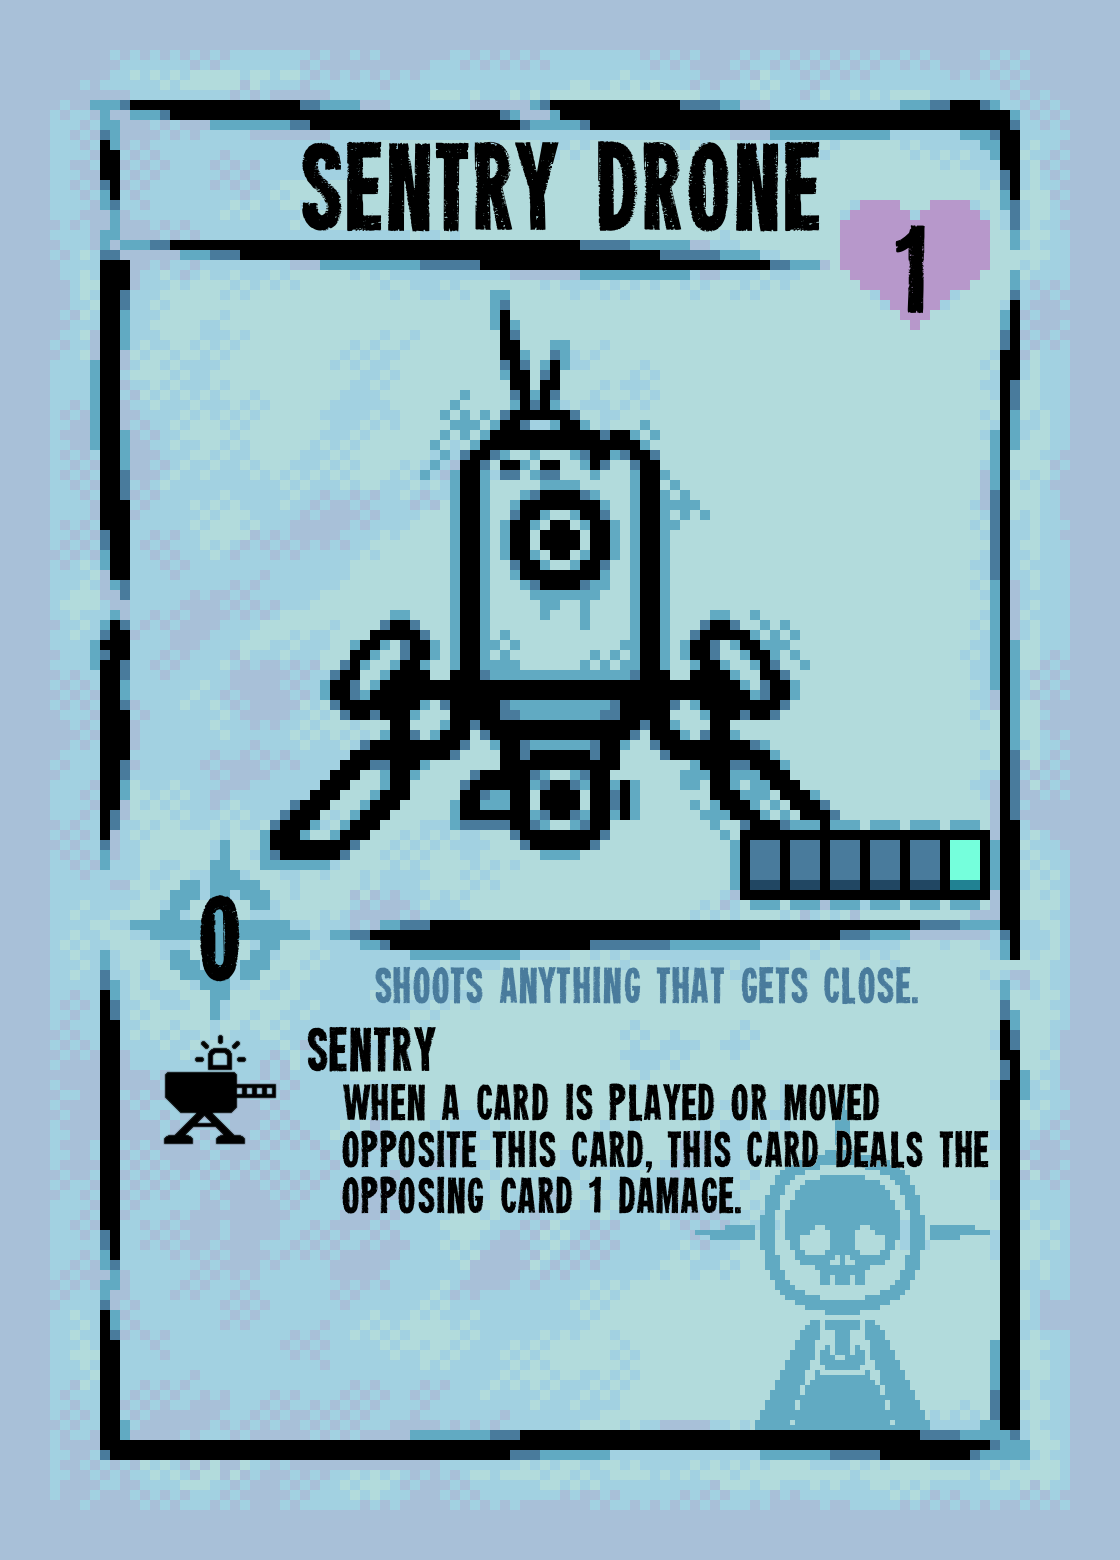 SENTRY DRONE
1
0
SHOOTS ANYTHING THAT GETS CLOSE.
SENTRY
WHEN A CARD IS PLAYED OR MOVED
OPPOSITE THIS CARD, THIS CARD DEALS THE
OPPOSING CARD 1 DAMAGE.